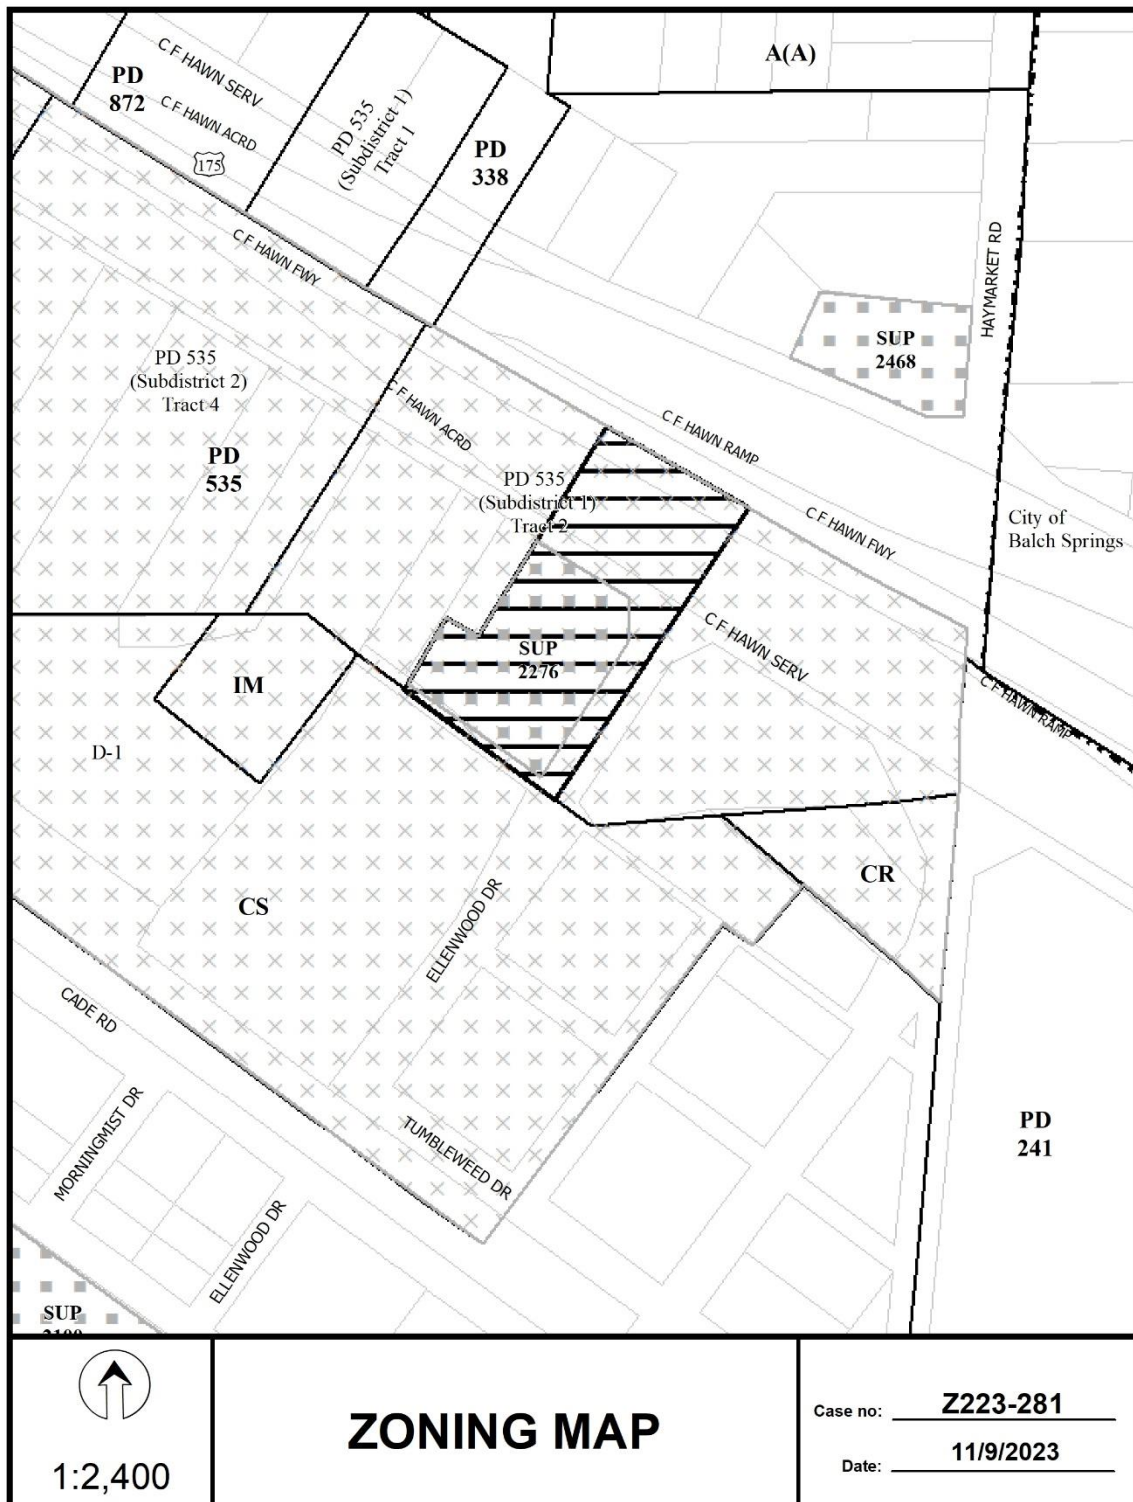 A(A)
PD
872
C F HAWN SERV
C F HAWN ACRD
175
PD 535
(Subdistrict 1)
Tract 1
PD
338
C F HAWN FWY
HAYMARKET RD
SUP
2468
PD 535
(Subdistrict 2)
Tract 4
PD
535
C F HAWN ACRD
C F HAWN RAMP
PD 535
(Subdistrict 1)
Tract 2
C F HAWN FWY
City of
Balch Springs
C F HAWN SERV
SUP
2276
IM
C F HAWN RAMP
D-1
CR
CS
ELLENWOOD DR
CADE RD
MORNINGMIST DR
TUMBLEWEED DR
PD
241
ELLENWOOD DR
SUP
1:2,400
ZONING MAP
Case no: Z223-281
Date: 11/9/2023